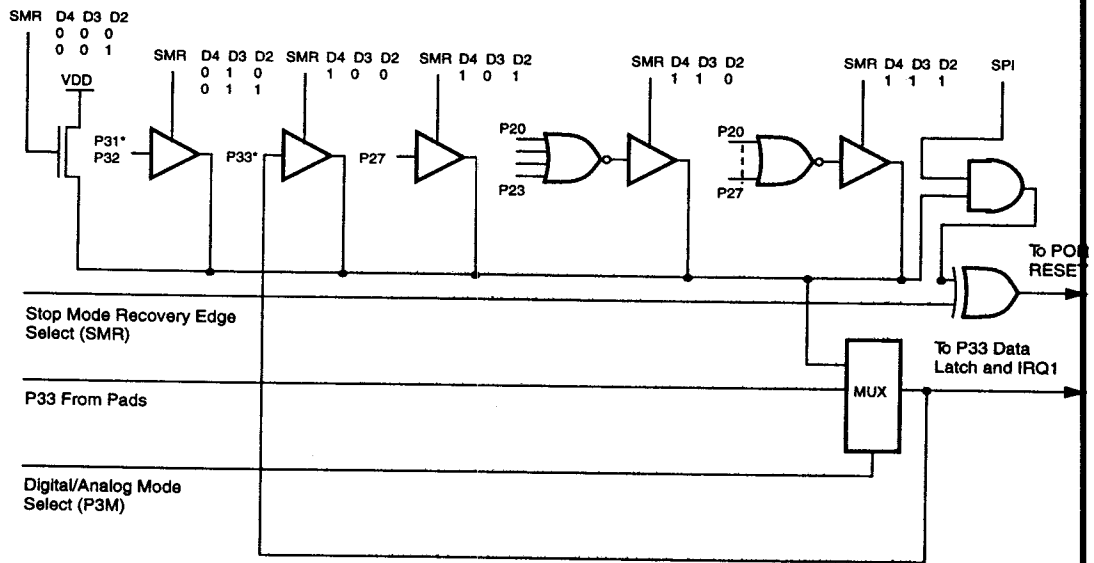 SMR D4 D3 D2
0 0 0
0 0 1
VDD
SMR D4 D3 D2
0 1 0
0 1 1
SMR D4 D3 D2
1 0 0
SMR D4 D3 D2
1 0 1
SMR D4 D3 D2
1 1 0
SMR D4 D3 D2
1 1 1
SPI
P31*
P32
P33*
P27
P20
P23
P20
P27
To POR
RESET
Stop Mode Recovery Edge
Select (SMR)
To P33 Data
Latch and IRQ1
P33 From Pads
MUX
Digital/Analog Mode
Select (P3M)